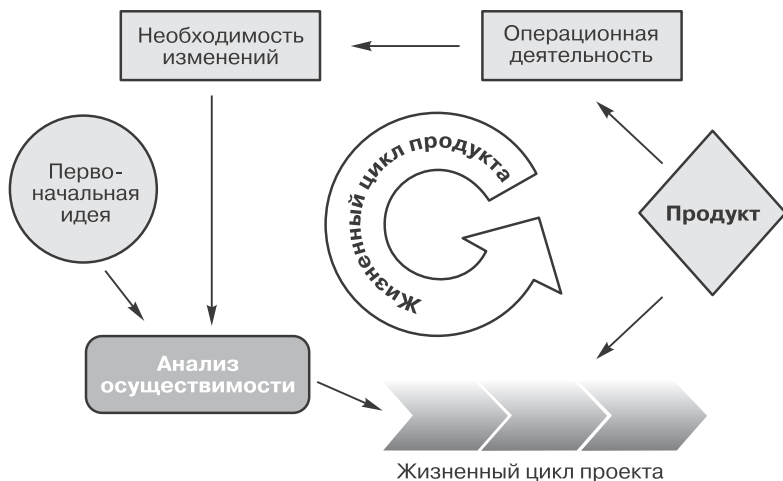 Необходимость
изменений
Операционная
деятельность
Перво-
начальная
идея
Жизненный цикл продукта
Продукт
Анализ
осуществимости
Жизненный цикл проекта